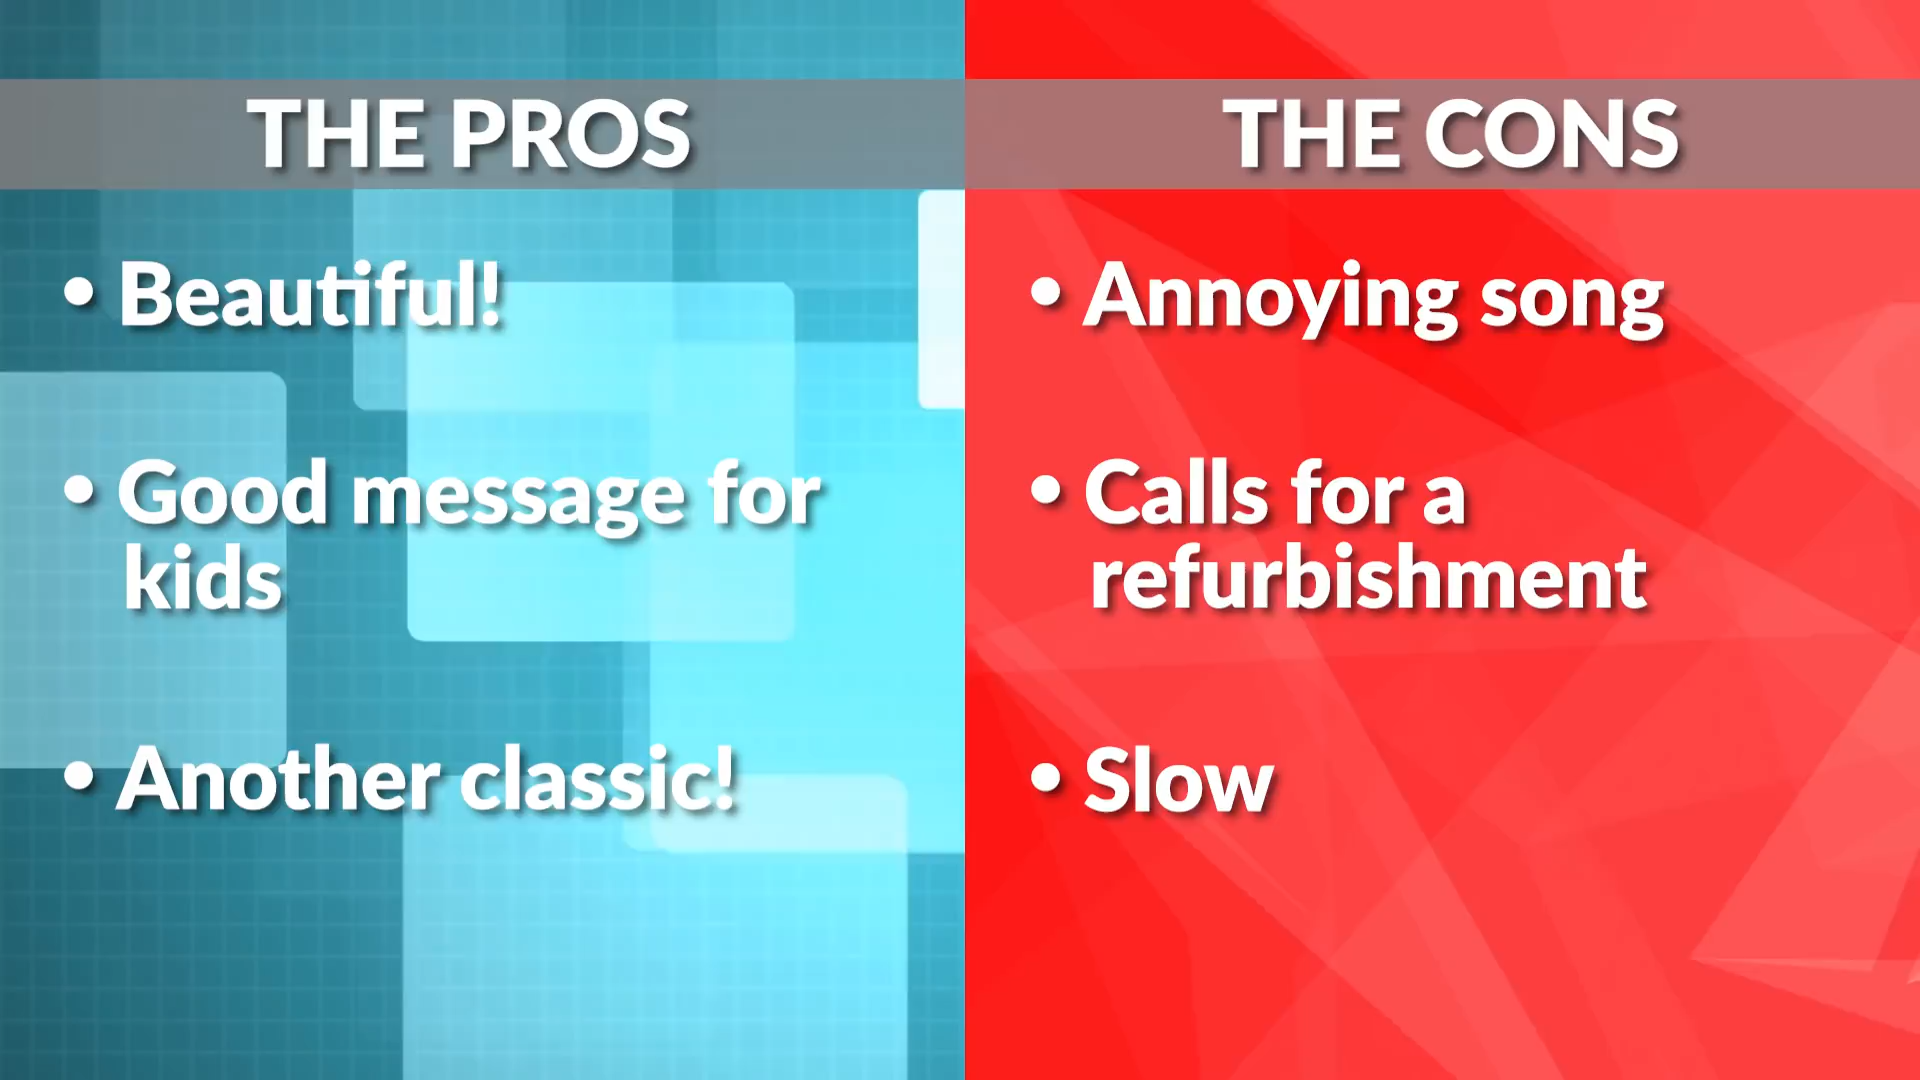 THE PROS
• Beautiful!
• Good message for
kids
• Another classic!
THE CONS
• Annoying song
• Calls for a
refurbishment
• Slow